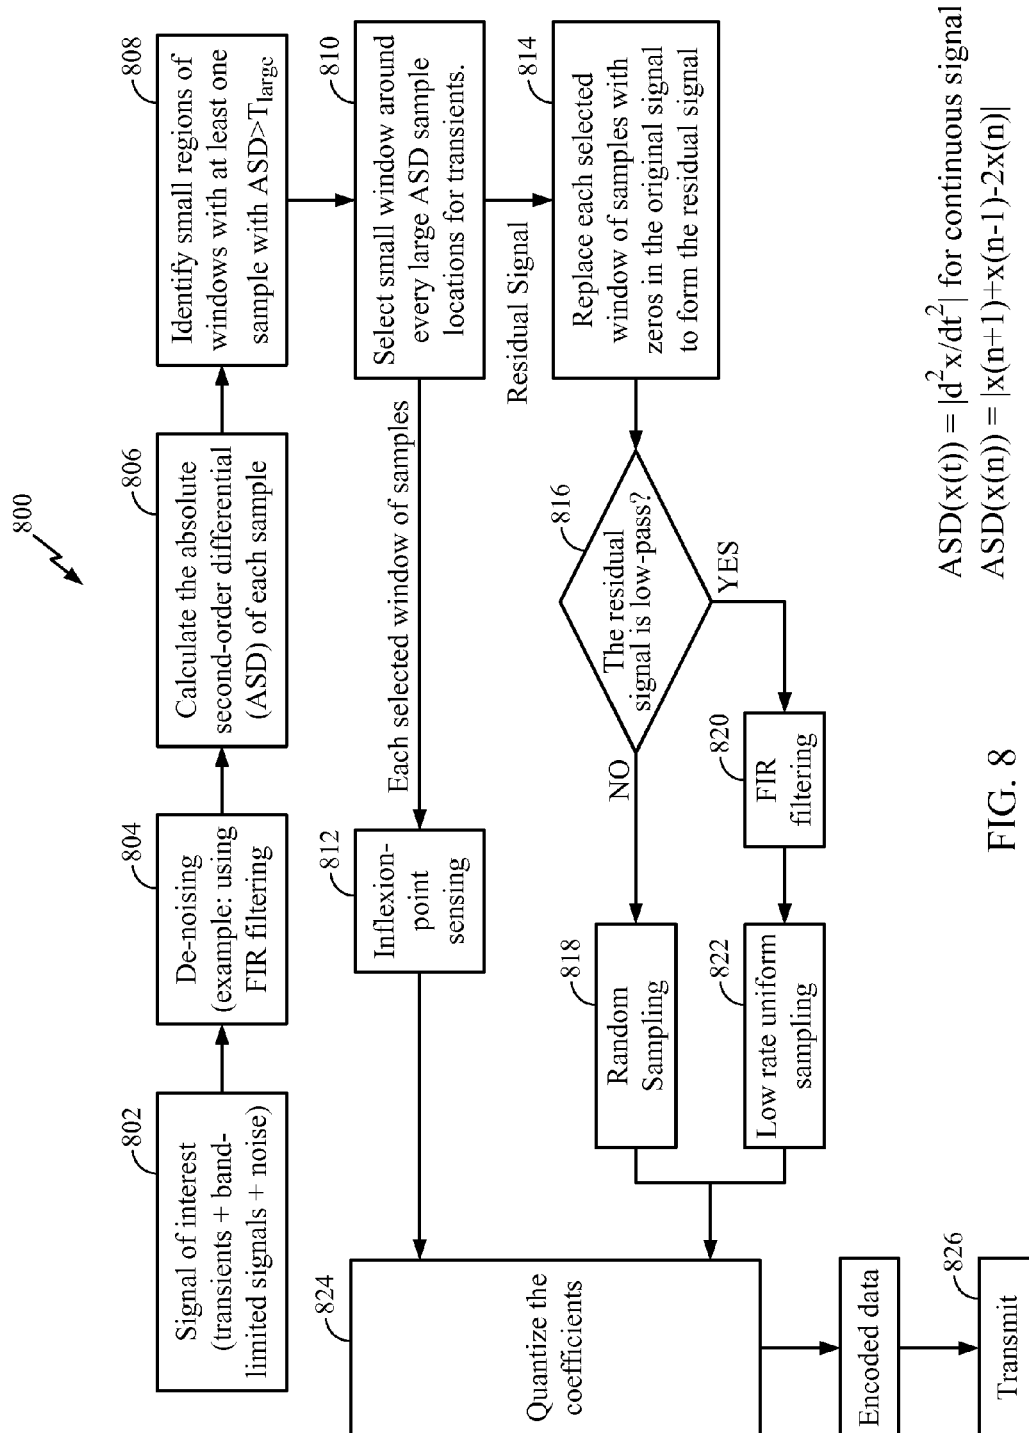 800
802
Signal of interest
(transients + band-
limited signals + noise)
804
De-noising
(example: using
FIR filtering
806
Calculate the absolute
second-order differential
(ASD) of each sample
808
Identify small regions of
windows with at least one
sample with ASD>Tlarge
810
Select small window around
every large ASD sample
locations for transients.
Each selected window of samples
812
Inflexion-
point
sensing
Residual Signal
814
Replace each selected
window of samples with
zeros in the original signal
to form the residual signal
816
The residual
signal is low-pass?
NO
YES
818
Random
Sampling
820
FIR
filtering
822
Low rate uniform
sampling
824
Quantize the
coefficients
Encoded data
826
Transmit
ASD(x(t)) = |d²x/dt²| for continuous signal
ASD(x(n)) = |x(n+1)+x(n-1)-2x(n)|
FIG. 8